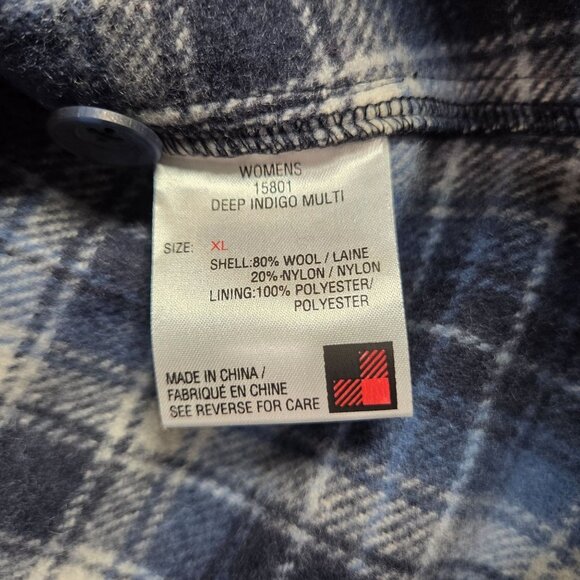 WOMENS
15801
DEEP INDIGO MULTI
SIZE: XL
SHELL:80% WOOL / LAINE
20% NYLON / NYLON
LINING:100% POLYESTER/
POLYESTER
MADE IN CHINA /
FABRIQUÉ EN CHINE
SEE REVERSE FOR CARE